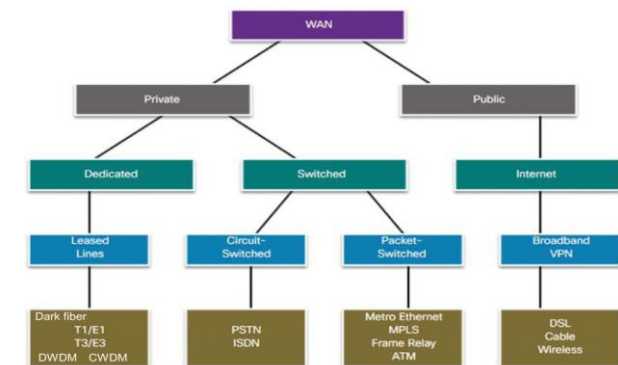 WAN
Private
Public
Dedicated
Switched
Internet
Leased
Lines
Circuit-
Switched
Packet-
Switched
Broadband
VPN
Dark fiber
T1/E1
T3/E3
DWDM CWDM
PSTN
ISDN
Metro Ethernet
MPLS
Frame Relay
ATM
DSL
Cable
Wireless